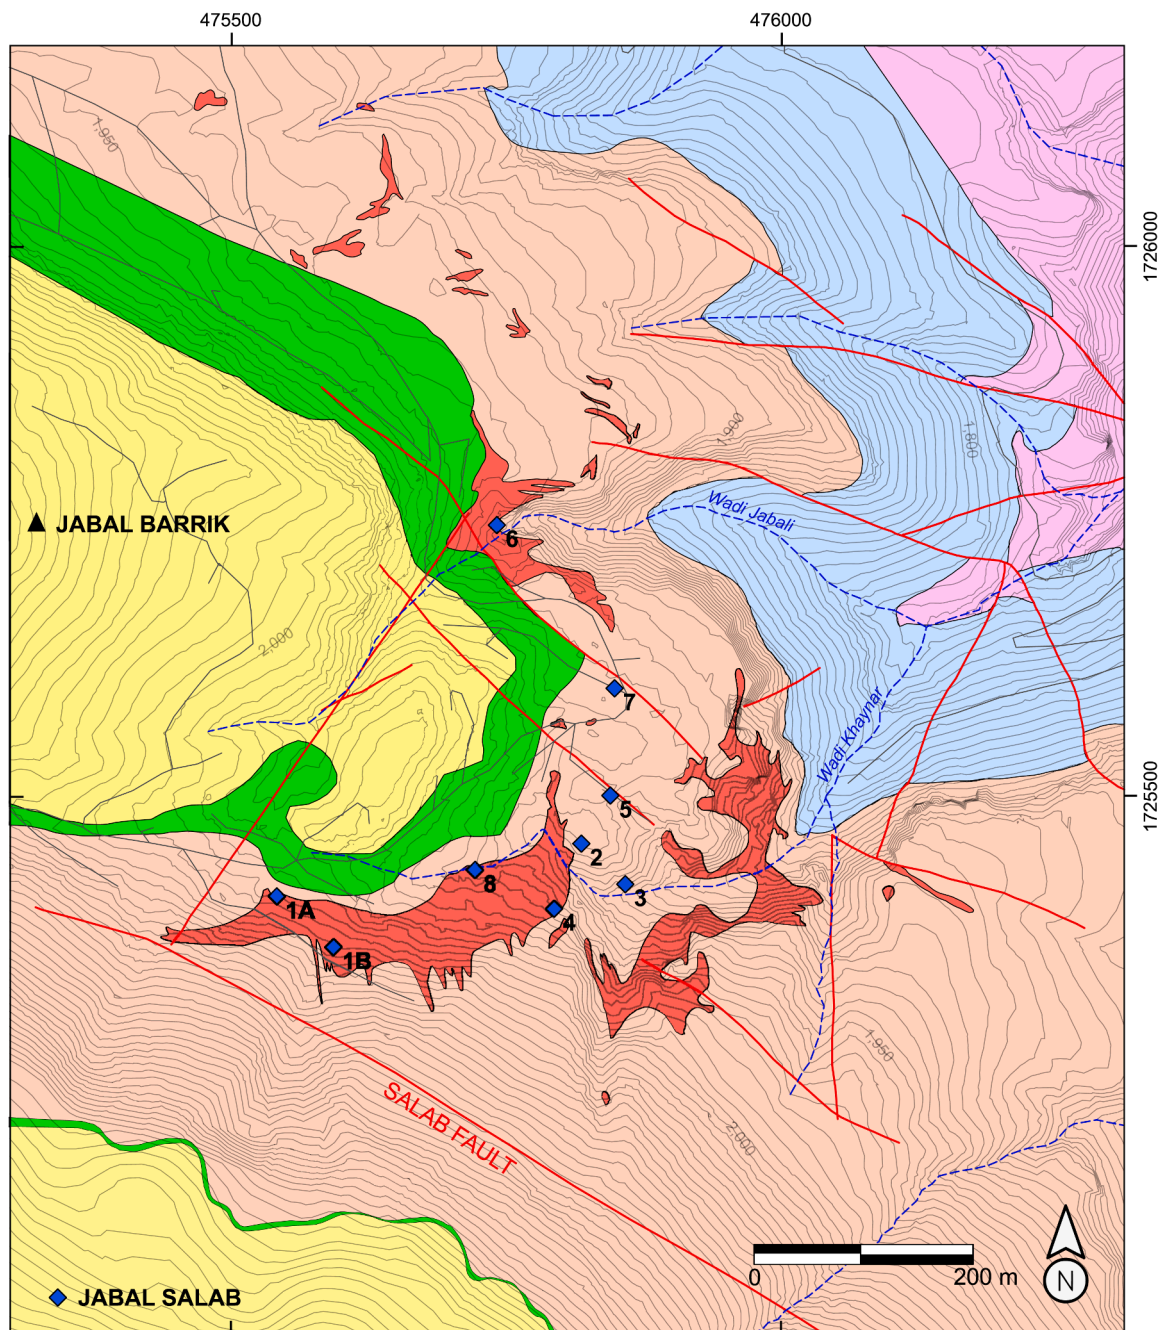 475500
476000
1,950
1726000
1,900
1,800
Wadi Jabali
JABAL BARRIK
6
2,000
7
Wadi Khaynar
5
1725500
2
8
3
1A
4
1B
1,950
SALAB FAULT
2,000
0
200 m
N
JABAL SALAB